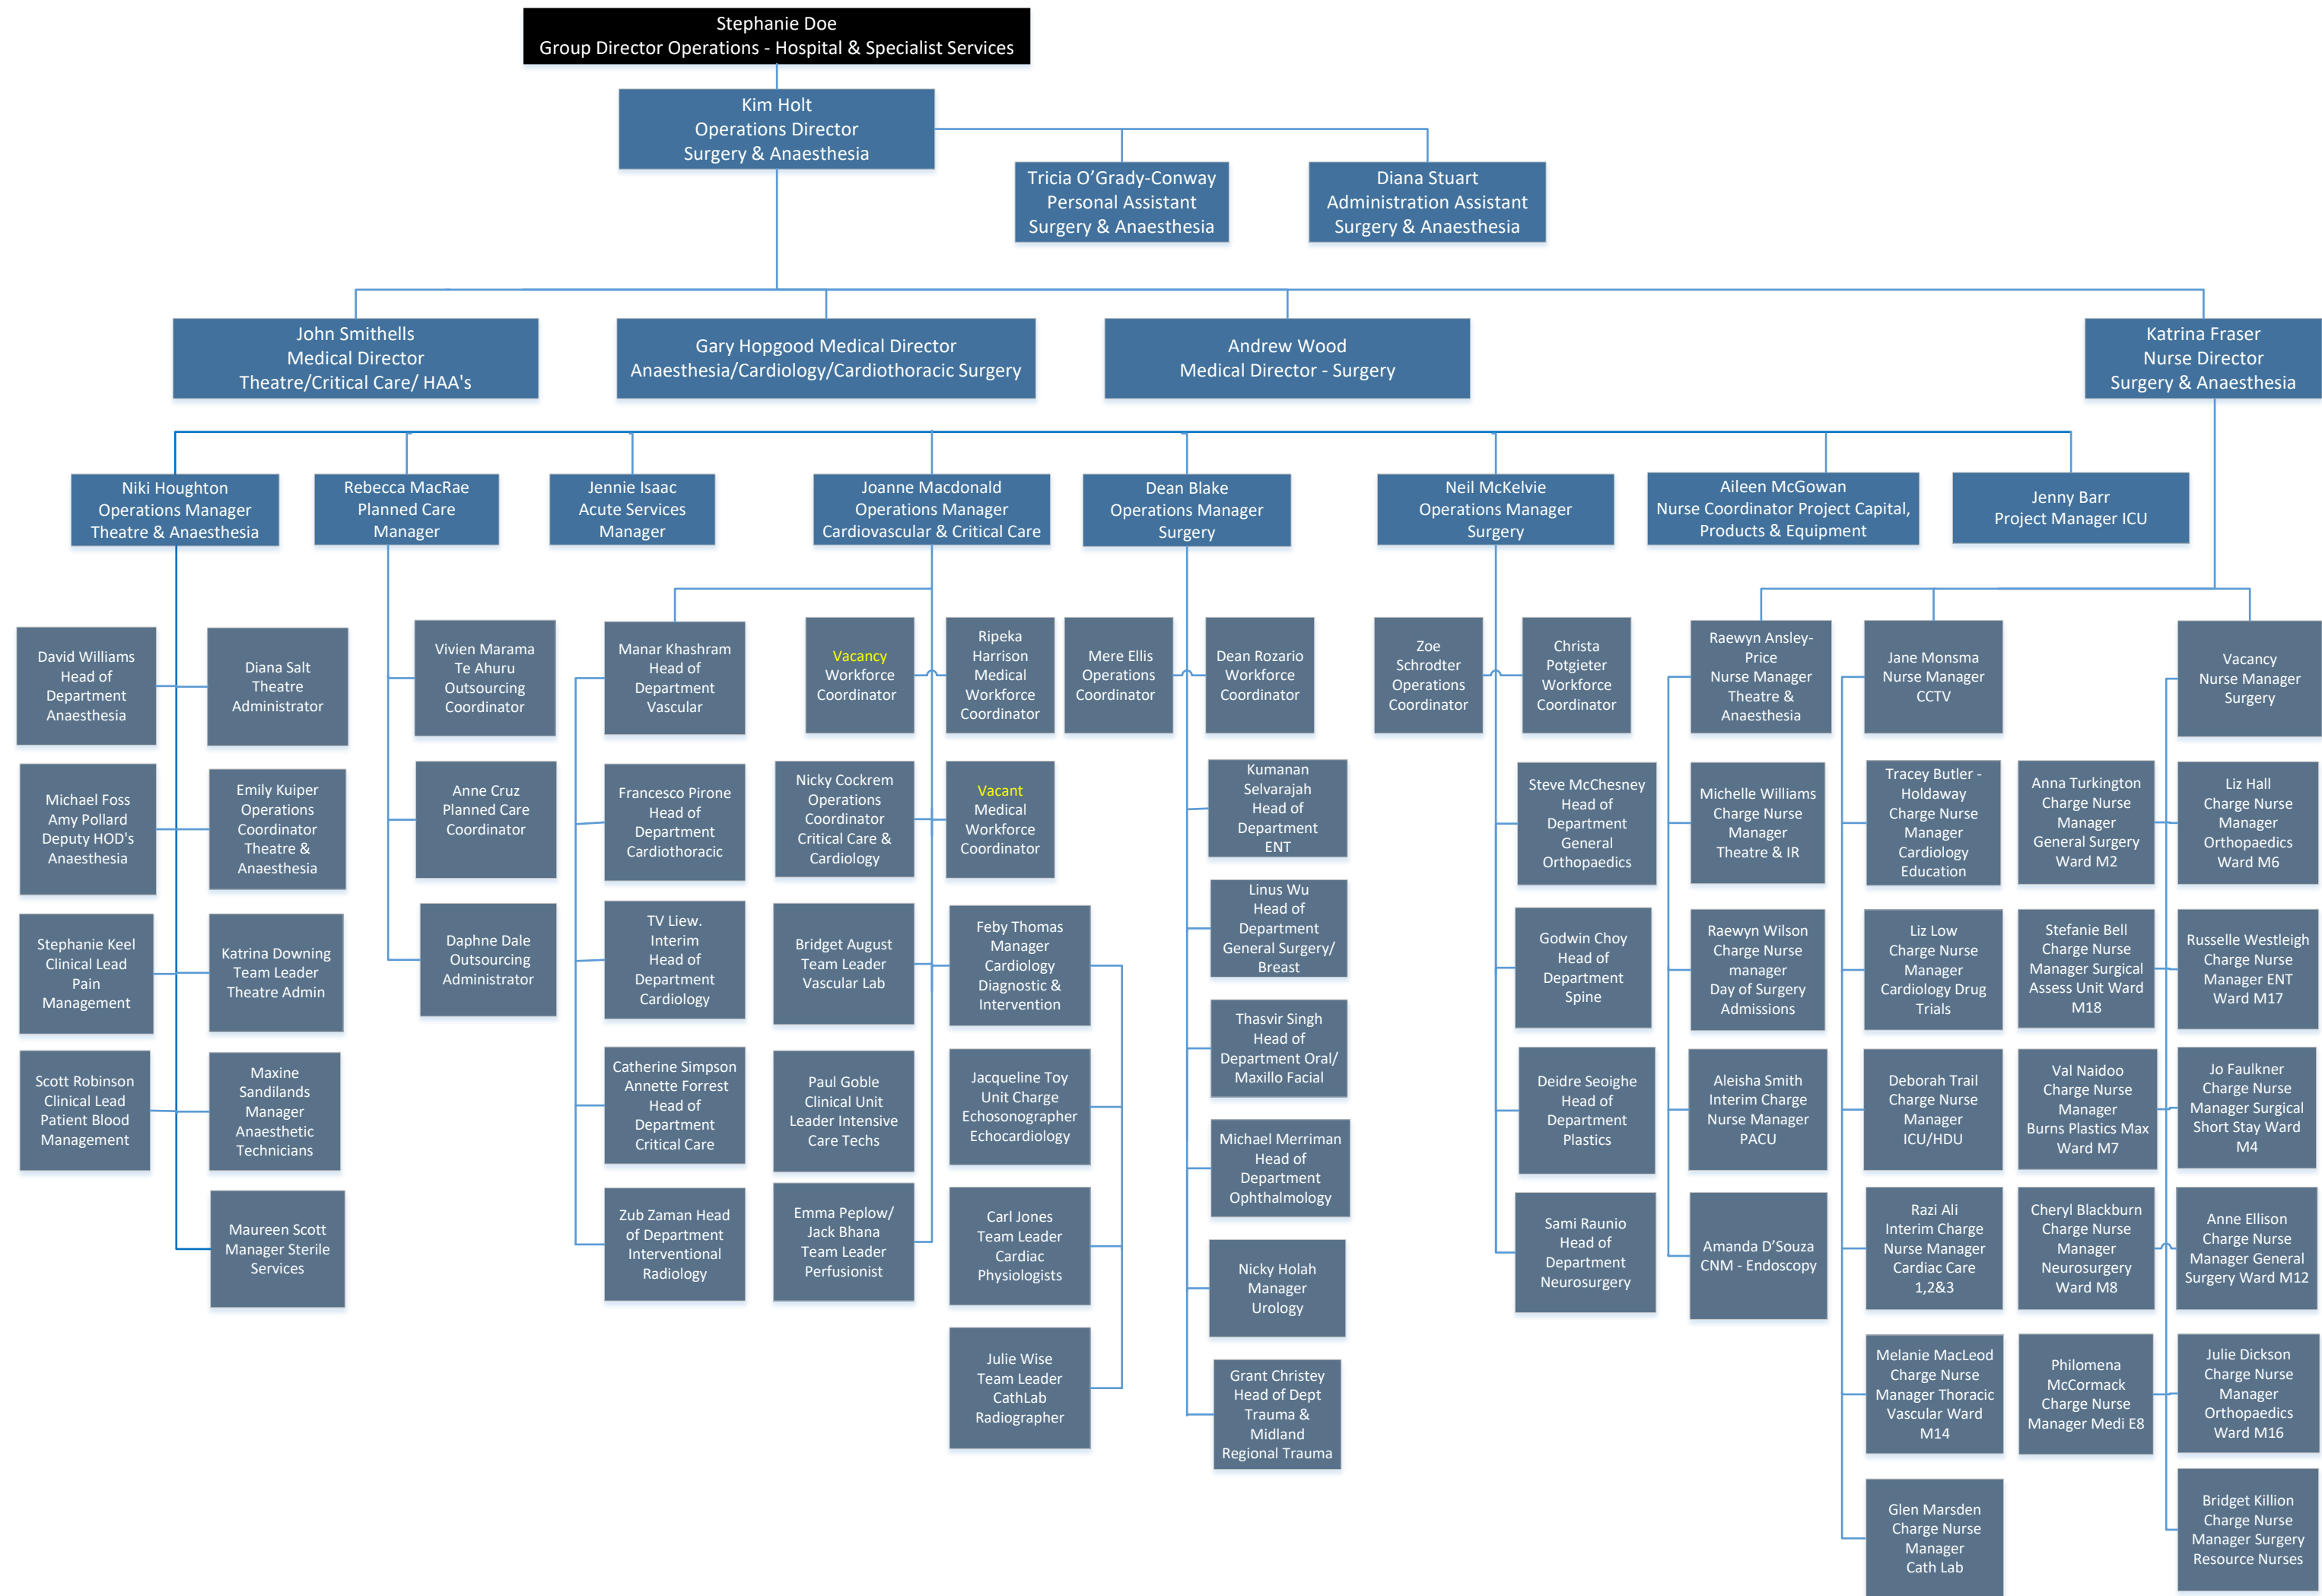 Stephanie Doe
Group Director Operations - Hospital & Specialist Services
Kim Holt
Operations Director
Surgery & Anaesthesia
Tricia O’Grady-Conway
Personal Assistant
Surgery & Anaesthesia
Diana Stuart
Administration Assistant
Surgery & Anaesthesia
John Smithells
Medical Director
Theatre/Critical Care/ HAA's
Gary Hopgood Medical Director
Anaesthesia/Cardiology/Cardiothoracic Surgery
Andrew Wood
Medical Director - Surgery
Katrina Fraser
Nurse Director
Surgery & Anaesthesia
Niki Houghton
Operations Manager
Theatre & Anaesthesia
Rebecca MacRae
Planned Care
Manager
Jennie Isaac
Acute Services
Manager
Joanne Macdonald
Operations Manager
Cardiovascular & Critical Care
Dean Blake
Operations Manager
Surgery
Neil McKelvie
Operations Manager
Surgery
Aileen McGowan
Nurse Coordinator Project Capital,
Products & Equipment
Jenny Barr
Project Manager ICU
David Williams
Head of
Department
Anaesthesia
Diana Salt
Theatre
Administrator
Vivien Marama
Te Ahuru
Outsourcing
Coordinator
Manar Khashram
Head of
Department
Vascular
Vacancy
Workforce
Coordinator
Ripeka
Harrison
Medical
Workforce
Coordinator
Mere Ellis
Operations
Coordinator
Dean Rozario
Workforce
Coordinator
Zoe
Schrodter
Operations
Coordinator
Christa
Potgieter
Workforce
Coordinator
Raewyn Ansley-
Price
Nurse Manager
Theatre &
Anaesthesia
Jane Monsma
Nurse Manager
CCTV
Vacancy
Nurse Manager
Surgery
Michael Foss
Amy Pollard
Deputy HOD's
Anaesthesia
Emily Kuiper
Operations
Coordinator
Theatre &
Anaesthesia
Anne Cruz
Planned Care
Coordinator
Francesco Pirone
Head of
Department
Cardiothoracic
Nicky Cockrem
Operations
Coordinator
Critical Care &
Cardiology
Vacant
Medical
Workforce
Coordinator
Kumanan
Selvarajah
Head of
Department
ENT
Steve McChesney
Head of
Department
General
Orthopaedics
Michelle Williams
Charge Nurse
Manager
Theatre & IR
Tracey Butler -
Holdaway
Charge Nurse
Manager
Cardiology
Education
Anna Turkington
Charge Nurse
Manager
General Surgery
Ward M2
Liz Hall
Charge Nurse
Manager
Orthopaedics
Ward M6
Stephanie Keel
Clinical Lead
Pain
Management
Katrina Downing
Team Leader
Theatre Admin
Daphne Dale
Outsourcing
Administrator
TV Liew.
Interim
Head of
Department
Cardiology
Bridget August
Team Leader
Vascular Lab
Feby Thomas
Manager
Cardiology
Diagnostic &
Intervention
Linus Wu
Head of
Department
General Surgery/
Breast
Godwin Choy
Head of
Department
Spine
Raewyn Wilson
Charge Nurse
manager
Day of Surgery
Admissions
Liz Low
Charge Nurse
Manager
Cardiology Drug
Trials
Stefanie Bell
Charge Nurse
Manager Surgical
Assess Unit Ward
M18
Russelle Westleigh
Charge Nurse
Manager ENT
Ward M17
Scott Robinson
Clinical Lead
Patient Blood
Management
Maxine
Sandilands
Manager
Anaesthetic
Technicians
Catherine Simpson
Annette Forrest
Head of
Department
Critical Care
Paul Goble
Clinical Unit
Leader Intensive
Care Techs
Jacqueline Toy
Unit Charge
Echosonographer
Echocardiology
Thasvir Singh
Head of
Department Oral/
Maxillo Facial
Deidre Seoighe
Head of
Department
Plastics
Aleisha Smith
Interim Charge
Nurse Manager
PACU
Deborah Trail
Charge Nurse
Manager
ICU/HDU
Val Naidoo
Charge Nurse
Manager
Burns Plastics Max
Ward M7
Jo Faulkner
Charge Nurse
Manager Surgical
Short Stay Ward
M4
Michael Merriman
Head of
Department
Ophthalmology
Maureen Scott
Manager Sterile
Services
Zub Zaman Head
of Department
Interventional
Radiology
Emma Peplow/
Jack Bhana
Team Leader
Perfusionist
Carl Jones
Team Leader
Cardiac
Physiologists
Nicky Holah
Manager
Urology
Sami Raunio
Head of
Department
Neurosurgery
Amanda D’Souza
CNM - Endoscopy
Razi Ali
Interim Charge
Nurse Manager
Cardiac Care
1,2&3
Cheryl Blackburn
Charge Nurse
Manager
Neurosurgery
Ward M8
Anne Ellison
Charge Nurse
Manager General
Surgery Ward M12
Julie Wise
Team Leader
CathLab
Radiographer
Grant Christey
Head of Dept
Trauma &
Midland
Regional Trauma
Melanie MacLeod
Charge Nurse
Manager Thoracic
Vascular Ward
M14
Philomena
McCormack
Charge Nurse
Manager Medi E8
Julie Dickson
Charge Nurse
Manager
Orthopaedics
Ward M16
Glen Marsden
Charge Nurse
Manager
Cath Lab
Bridget Killion
Charge Nurse
Manager Surgery
Resource Nurses